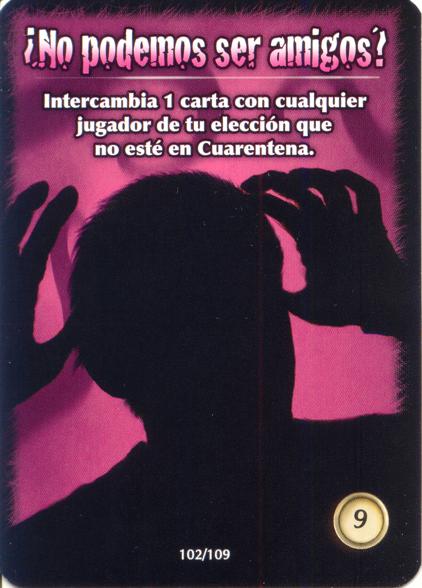 ¿No podemos ser amigos?
Intercambia 1 carta con cualquier
jugador de tu elección que
no esté en Cuarentena.
9
102/109